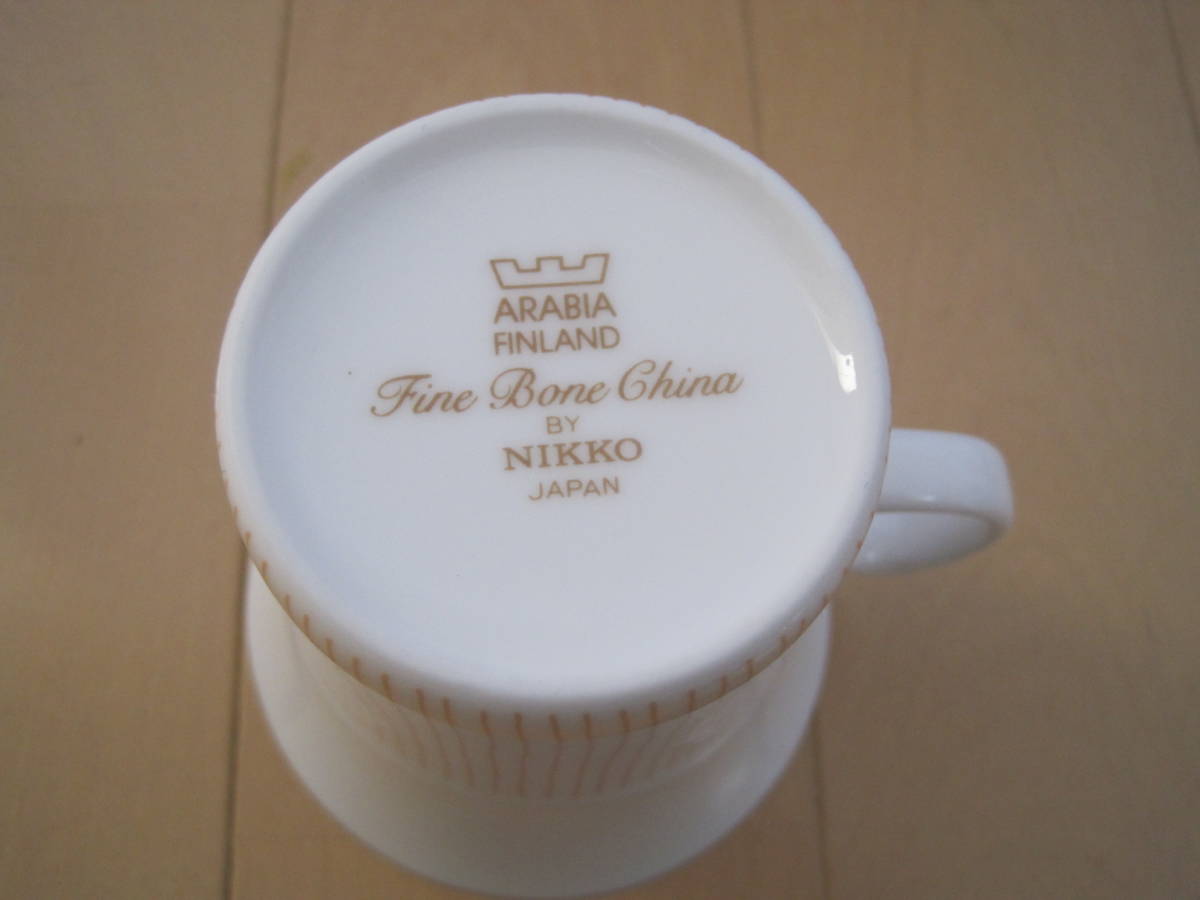 ARABIA
FINLAND
Fine Bone China
BY
NIKKO
JAPAN